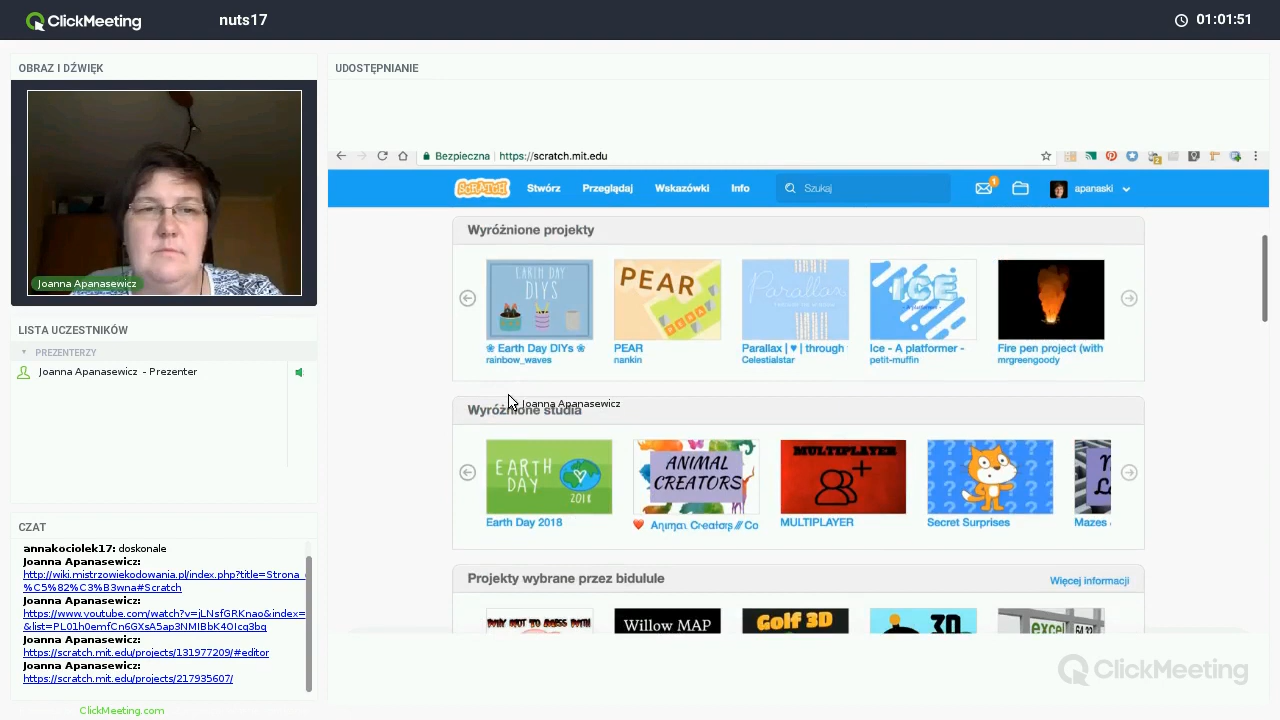 ClickMeeting
nuts17
01:01:51
OBRAZ I DŹWIĘK
Joanna Apanasewicz
LISTA UCZESTNIKÓW
PREZENTERZY
Joanna Apanasewicz - Prezenter
CZAT
annakociolek17: doskonale
Joanna Apanasewicz:
http://wiki.mistrzowiekodowania.pl/index.php?title=Strona_
%C5%82%C3%B3wna#Scratch
Joanna Apanasewicz:
https://www.youtube.com/watch?v=jLNsfGRKnao&index=
&list=PL01h0emfCn6GXsA5ap3NMIBbK4OIcq3bq
Joanna Apanasewicz:
https://scratch.mit.edu/projects/131977209/#editor
Joanna Apanasewicz:
https://scratch.mit.edu/projects/217935607/
ClickMeeting.com
UDOSTĘPNIANIE
Bezpieczna https://scratch.mit.edu
SCRATCH Stwórz Przeglądaj Wskazówki Info Szukaj 1 apanaski
Wyróżnione projekty
EARTH DAY
DIYS
PEAR
Parallax
ICE
❀ Earth Day DIYs ❀ PEAR Parallax | ♥ | through Ice - A platformer - Fire pen project (with
rainbow_waves nankin Celestialstar petit-muffin mrgreengoody
Joanna Apanasewicz
Wyróżnione studia
EARTH
DAY
2018
ANIMAL
CREATORS
MULTIPLAYER
Earth Day 2018 ❤ Animal Creators // Co MULTIPLAYER Secret Surprises Mazes
Projekty wybrane przez bidulule Więcej informacji
WHY NOT TO MESS WITH
Willow MAP
Golf 3D
3D
excel
ClickMeeting